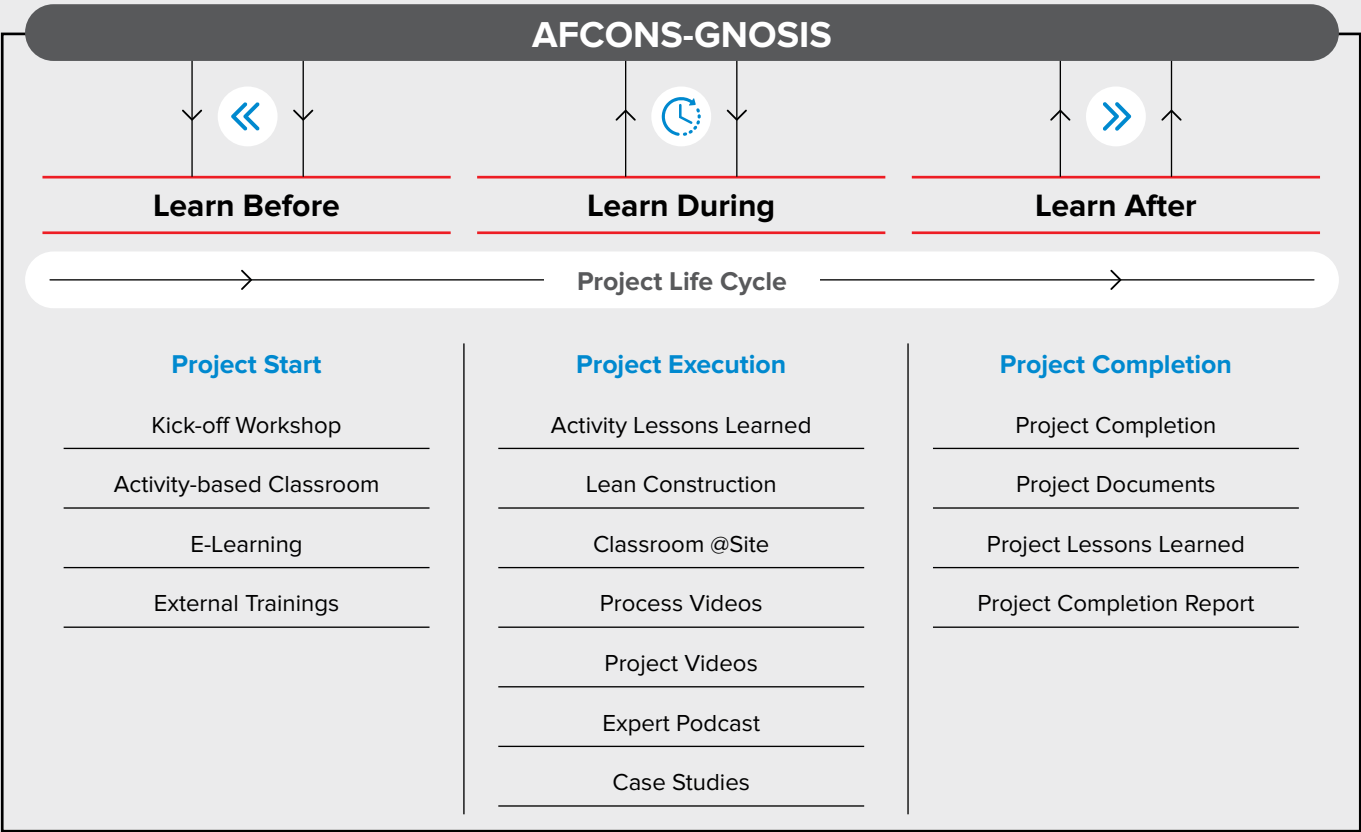 AFCONS-GNOSIS
Learn Before
Learn During
Learn After
Project Life Cycle
Project Start
Kick-off Workshop
Activity-based Classroom
E-Learning
External Trainings
Project Execution
Activity Lessons Learned
Lean Construction
Classroom @Site
Process Videos
Project Videos
Expert Podcast
Case Studies
Project Completion
Project Completion
Project Documents
Project Lessons Learned
Project Completion Report